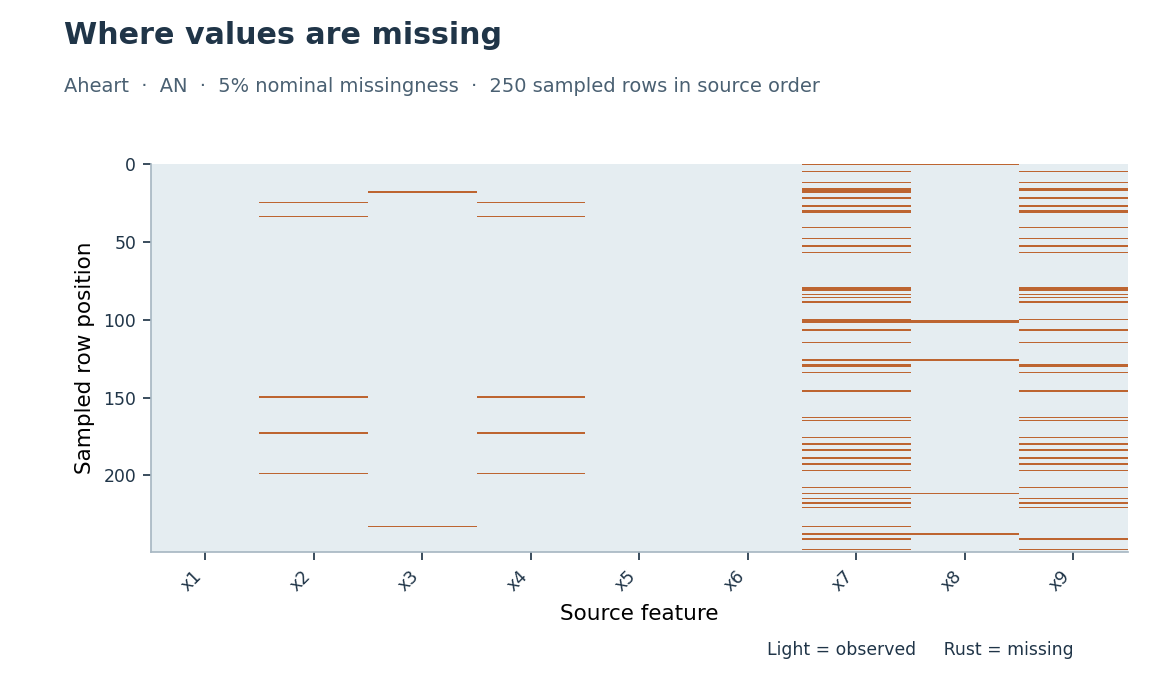 Where values are missing
Aheart · AN · 5% nominal missingness · 250 sampled rows in source order
0
50
100
150
200
Sampled row position
x1 x2 x3 x4 x5 x6 x7 x8 x9
Source feature
Light = observed Rust = missing